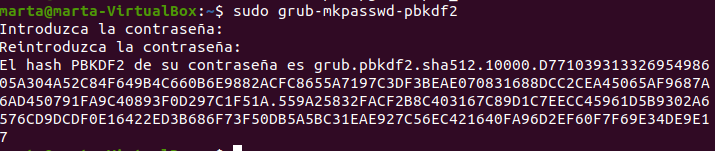 marta@marta-VirtualBox:~$ sudo grub-mkpasswd-pbkdf2
Introduzca la contraseña:
Reintroduzca la contraseña:
El hash PBKDF2 de su contraseña es grub.pbkdf2.sha512.10000.D771039313326954986
05A304A52C84F649B4C660B6E9882ACFC8655A7197C3DF3BEAE070831688DCC2CEA45065AF9687A
6AD450791FA9C40893F0D297C1F51A.559A25832FACF2B8C403167C89D1C7EECC45961D5B9302A6
576CD9DCDF0E16422ED3B686F73F50DB5A5BC31EAE927C56EC421640FA96D2EF60F7F69E34DE9E1
7